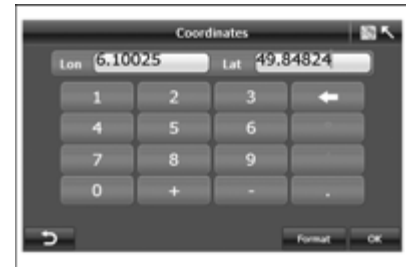 Coordinates
Lon 6.10025 Lat 49.84824
1 2 3
4 5 6
7 8 9
0 + - .
Format OK